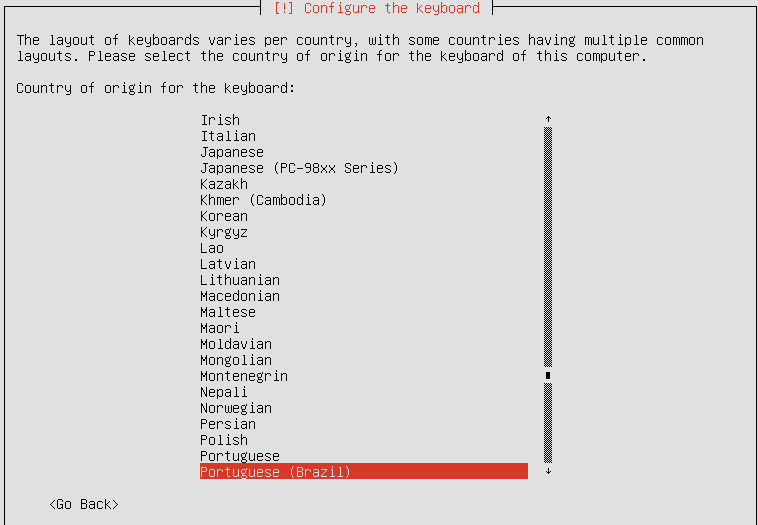 [!] Configure the keyboard
The layout of keyboards varies per country, with some countries having multiple common
layouts. Please select the country of origin for the keyboard of this computer.
Country of origin for the keyboard:
Irish
Italian
Japanese
Japanese (PC-98xx Series)
Kazakh
Khmer (Cambodia)
Korean
Kyrgyz
Lao
Latvian
Lithuanian
Macedonian
Maltese
Maori
Moldavian
Mongolian
Montenegrin
Nepali
Norwegian
Persian
Polish
Portuguese
Portuguese (Brazil)
<Go Back>